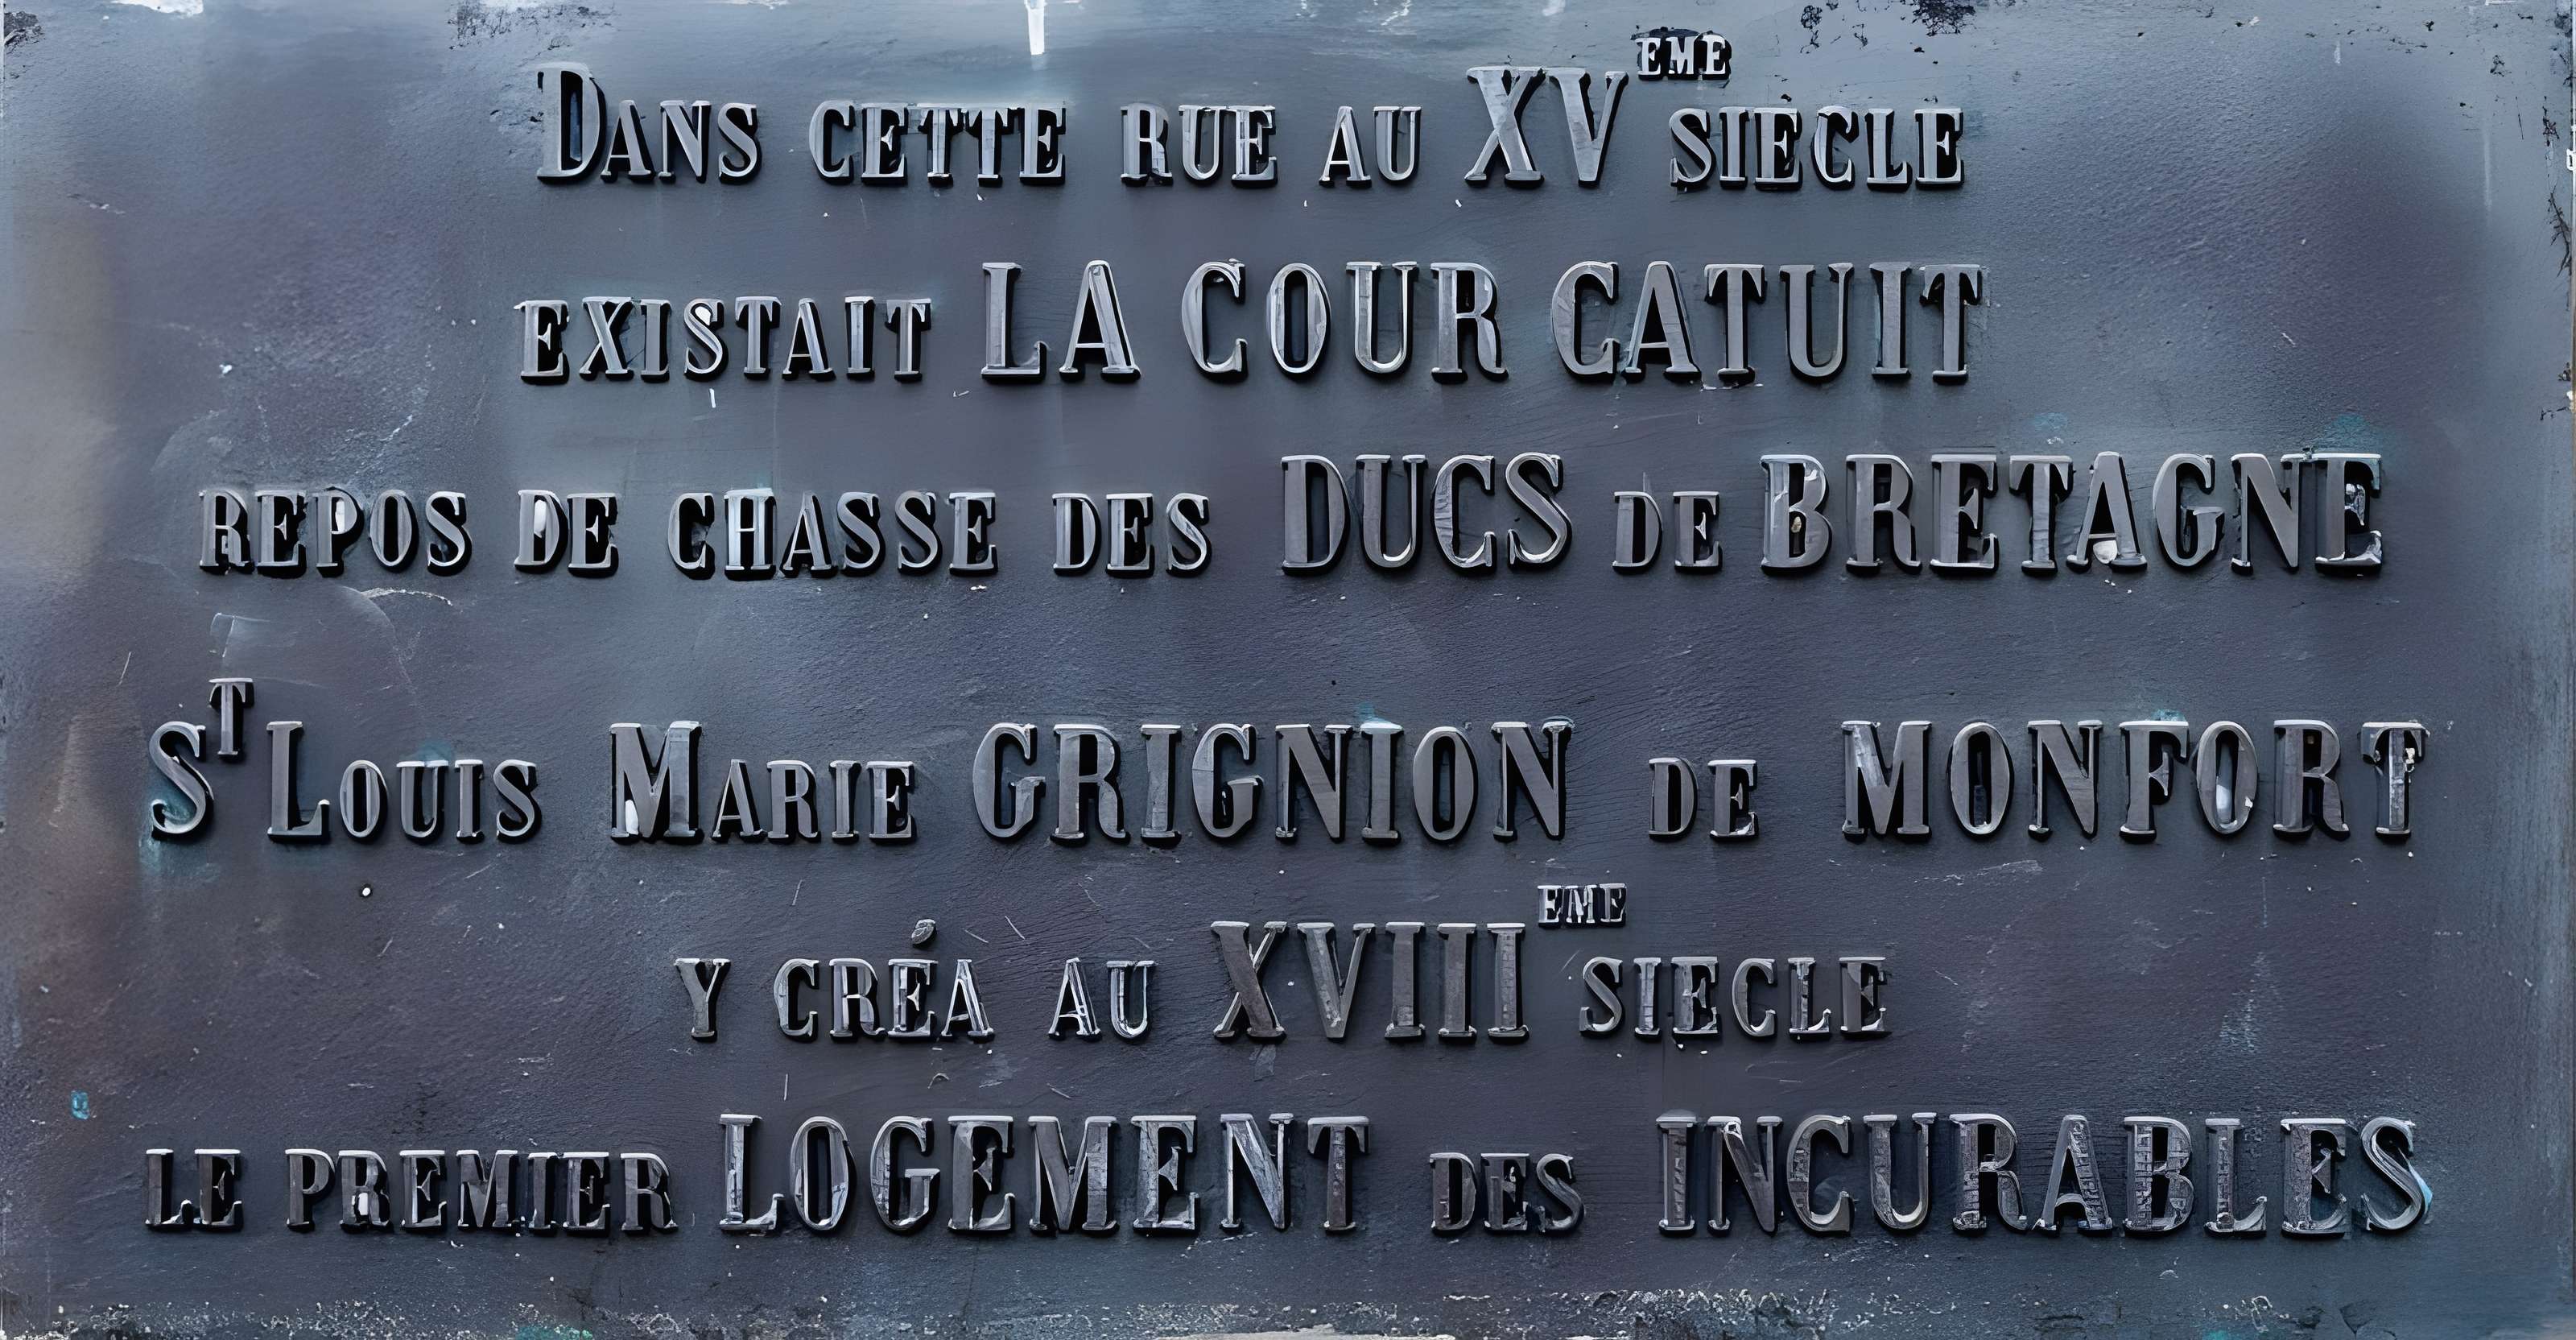 DANS CETTE RUE AU XVEME SIECLE
EXISTAIT LA COUR CATUIT
REPOS DE CHASSE DES DUCS DE BRETAGNE
ST LOUIS MARIE GRIGNION DE MONFORT
Y CRÉA AU XVIIIEME SIECLE
LE PREMIER LOGEMENT DES INCURABLES